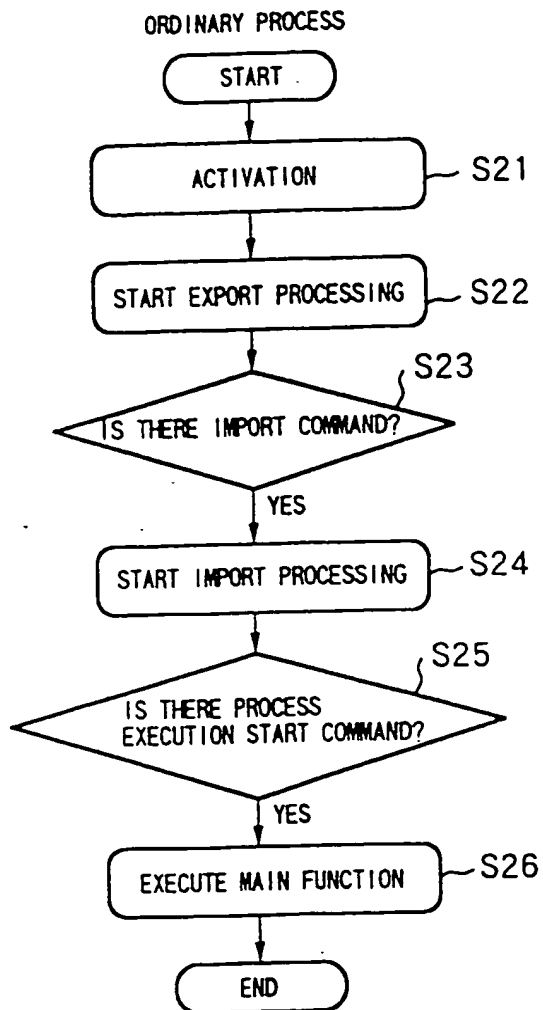 ORDINARY PROCESS
START
ACTIVATION
S21
START EXPORT PROCESSING
S22
S23
IS THERE IMPORT COMMAND?
YES
START IMPORT PROCESSING
S24
S25
IS THERE PROCESS
EXECUTION START COMMAND?
YES
EXECUTE MAIN FUNCTION
S26
END